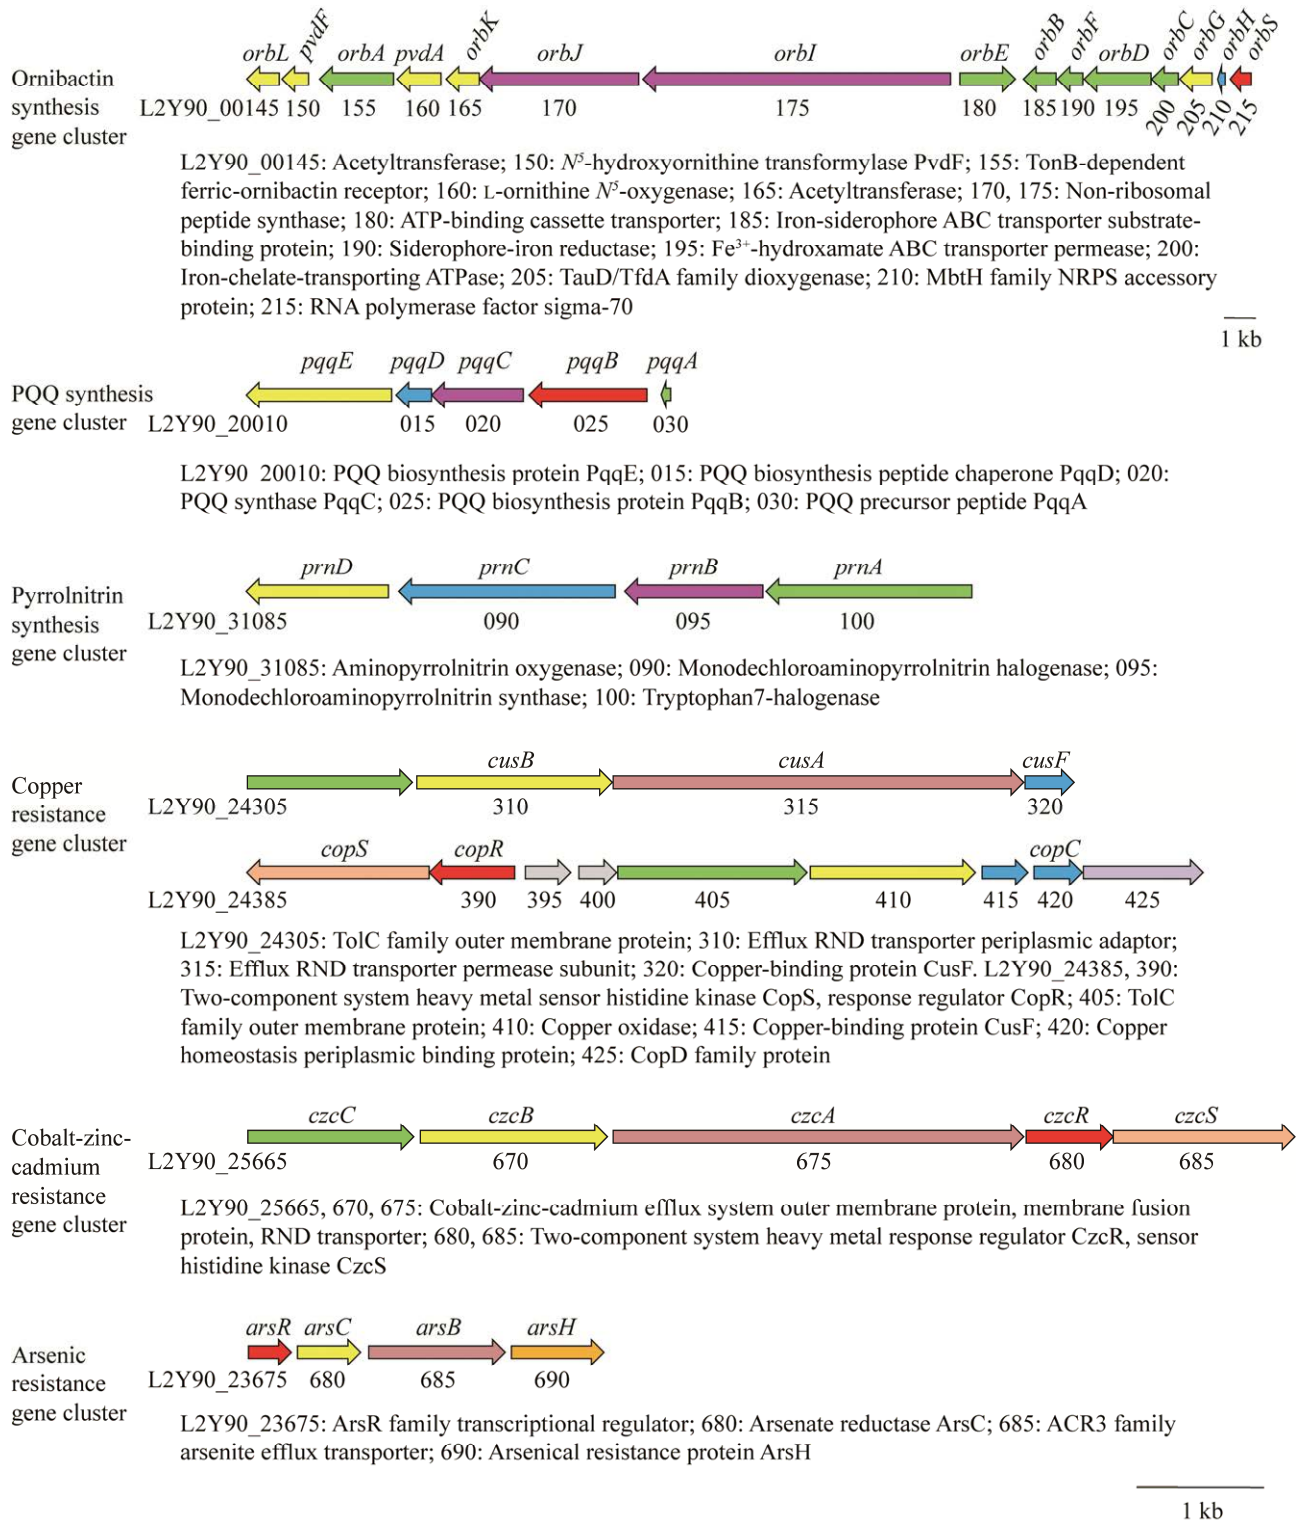 orbL pvdF orbA pvdA orbK orbJ orbI orbE orbB orbF orbD orbC orbG orbH orbS
Ornibactin
synthesis
gene cluster
L2Y90_00145 150 155 160 165 170 175 180 185 190 195 200 205 210 215
L2Y90_00145: Acetyltransferase; 150: N⁵-hydroxyornithine transformylase PvdF; 155: TonB-dependent
ferric-ornibactin receptor; 160: L-ornithine N⁵-oxygenase; 165: Acetyltransferase; 170, 175: Non-ribosomal
peptide synthase; 180: ATP-binding cassette transporter; 185: Iron-siderophore ABC transporter substrate-
binding protein; 190: Siderophore-iron reductase; 195: Fe³⁺-hydroxamate ABC transporter permease; 200:
Iron-chelate-transporting ATPase; 205: TauD/TfdA family dioxygenase; 210: MbtH family NRPS accessory
protein; 215: RNA polymerase factor sigma-70
1 kb
pqqE pqqD pqqC pqqB pqqA
PQQ synthesis
gene cluster
L2Y90_20010 015 020 025 030
L2Y90 20010: PQQ biosynthesis protein PqqE; 015: PQQ biosynthesis peptide chaperone PqqD; 020:
PQQ synthase PqqC; 025: PQQ biosynthesis protein PqqB; 030: PQQ precursor peptide PqqA
prnD prnC prnB prnA
Pyrrolnitrin
synthesis
gene cluster
L2Y90_31085 090 095 100
L2Y90_31085: Aminopyrrolnitrin oxygenase; 090: Monodechloroaminopyrrolnitrin halogenase; 095:
Monodechloroaminopyrrolnitrin synthase; 100: Tryptophan7-halogenase
cusB cusA cusF
Copper
resistance
gene cluster
L2Y90_24305 310 315 320
copS copR copC
L2Y90_24385 390 395 400 405 410 415 420 425
L2Y90_24305: TolC family outer membrane protein; 310: Efflux RND transporter periplasmic adaptor;
315: Efflux RND transporter permease subunit; 320: Copper-binding protein CusF. L2Y90_24385, 390:
Two-component system heavy metal sensor histidine kinase CopS, response regulator CopR; 405: TolC
family outer membrane protein; 410: Copper oxidase; 415: Copper-binding protein CusF; 420: Copper
homeostasis periplasmic binding protein; 425: CopD family protein
czcC czcB czcA czcR czcS
Cobalt-zinc-
cadmium
resistance
gene cluster
L2Y90_25665 670 675 680 685
L2Y90_25665, 670, 675: Cobalt-zinc-cadmium efflux system outer membrane protein, membrane fusion
protein, RND transporter; 680, 685: Two-component system heavy metal response regulator CzcR, sensor
histidine kinase CzcS
arsR arsC arsB arsH
Arsenic
resistance
gene cluster
L2Y90_23675 680 685 690
L2Y90_23675: ArsR family transcriptional regulator; 680: Arsenate reductase ArsC; 685: ACR3 family
arsenite efflux transporter; 690: Arsenical resistance protein ArsH
1 kb